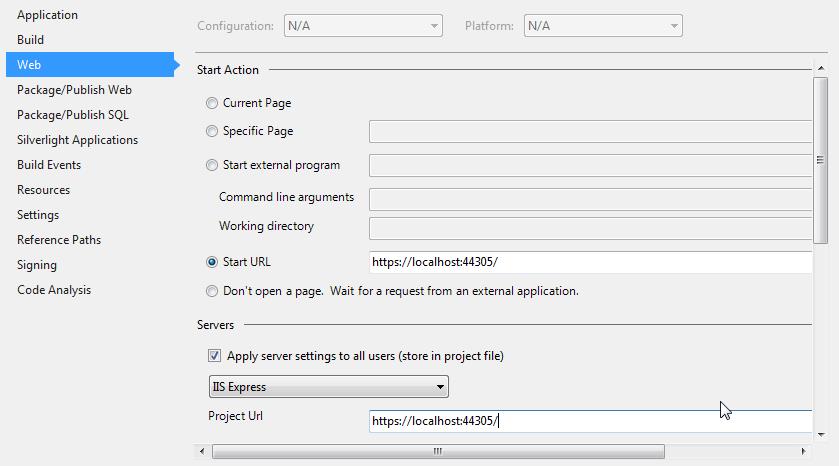 Application
Build
Web
Package/Publish Web
Package/Publish SQL
Silverlight Applications
Build Events
Resources
Settings
Reference Paths
Signing
Code Analysis
Configuration: N/A Platform: N/A
Start Action
Current Page
Specific Page
Start external program
Command line arguments
Working directory
Start URL https://localhost:44305/
Don't open a page. Wait for a request from an external application.
Servers
Apply server settings to all users (store in project file)
IIS Express
Project Url https://localhost:44305/